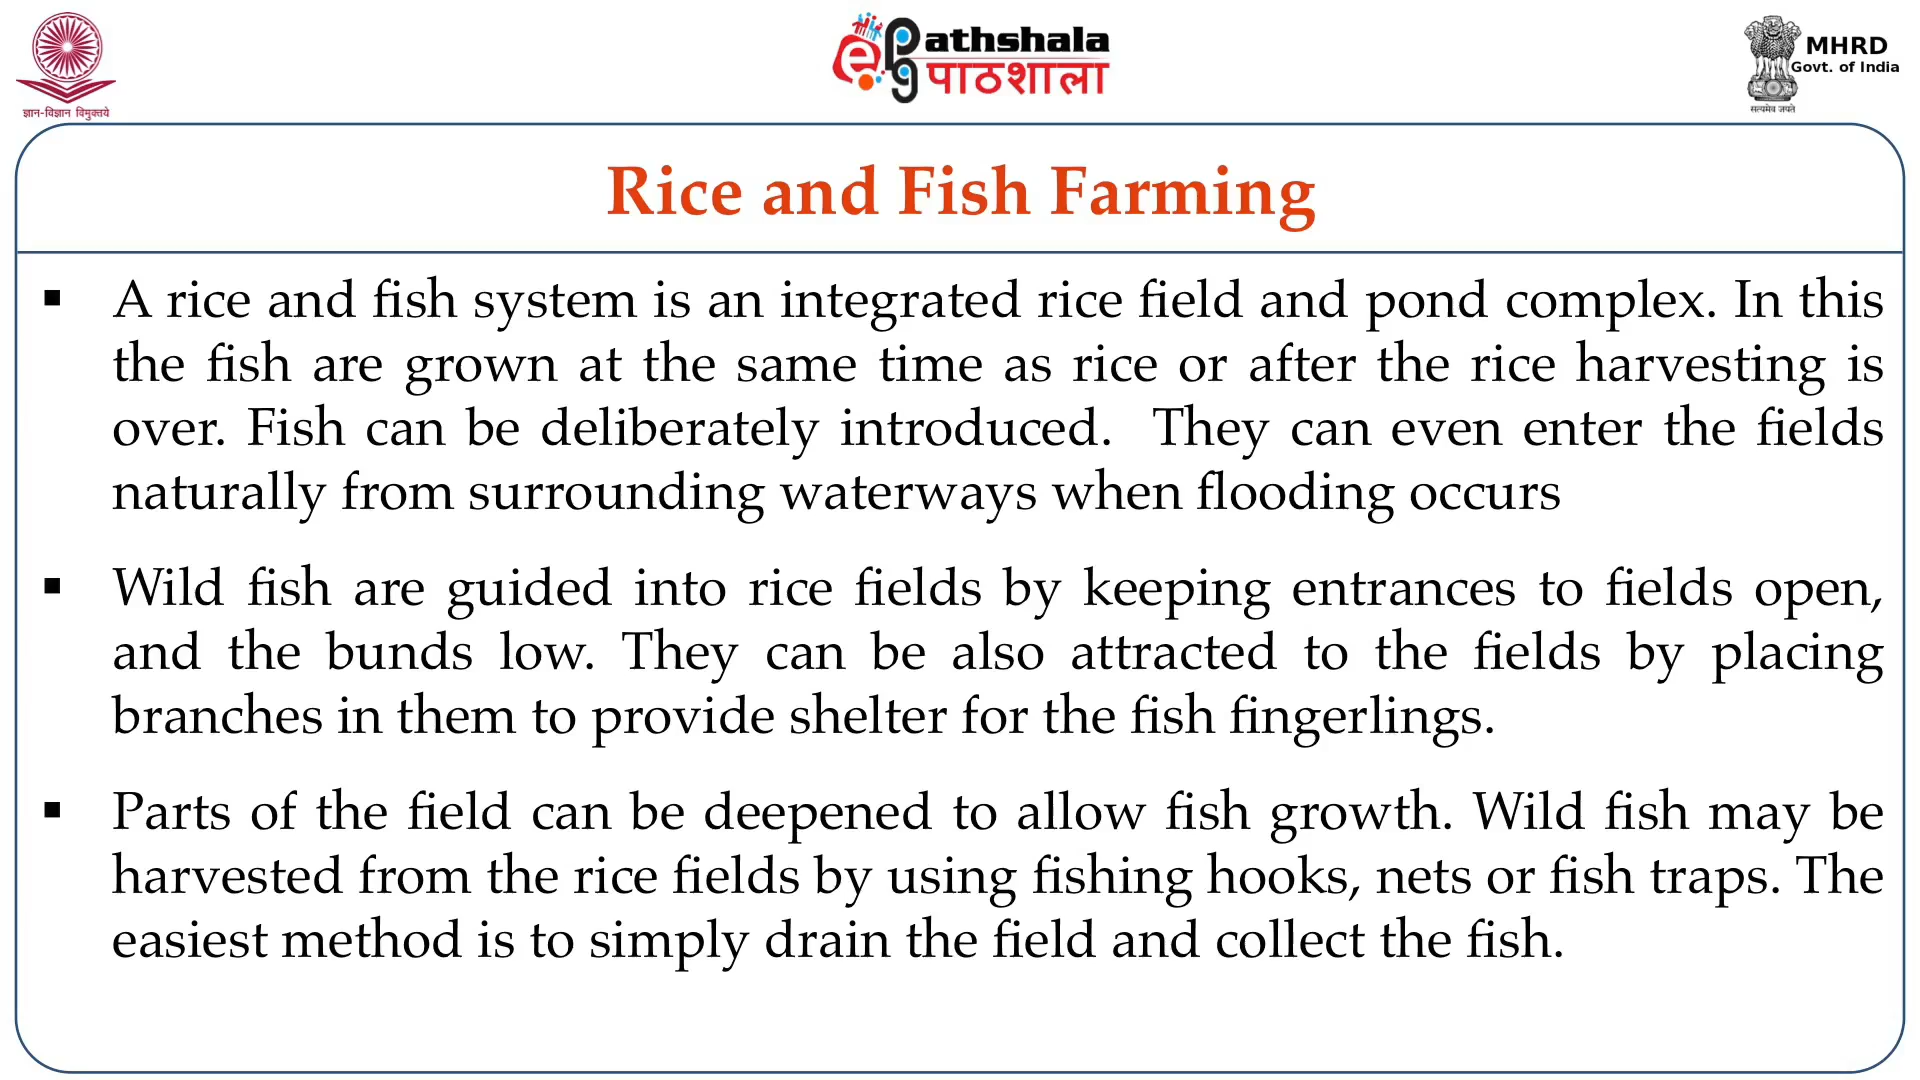 ज्ञान-विज्ञान विमुक्तये
ePG Pathshala
पाठशाला
MHRD
Govt. of India
सत्यमेव जयते
Rice and Fish Farming
▪ A rice and fish system is an integrated rice field and pond complex. In this
the fish are grown at the same time as rice or after the rice harvesting is
over. Fish can be deliberately introduced.  They can even enter the fields
naturally from surrounding waterways when flooding occurs
▪ Wild fish are guided into rice fields by keeping entrances to fields open,
and the bunds low. They can be also attracted to the fields by placing
branches in them to provide shelter for the fish fingerlings.
▪ Parts of the field can be deepened to allow fish growth. Wild fish may be
harvested from the rice fields by using fishing hooks, nets or fish traps. The
easiest method is to simply drain the field and collect the fish.